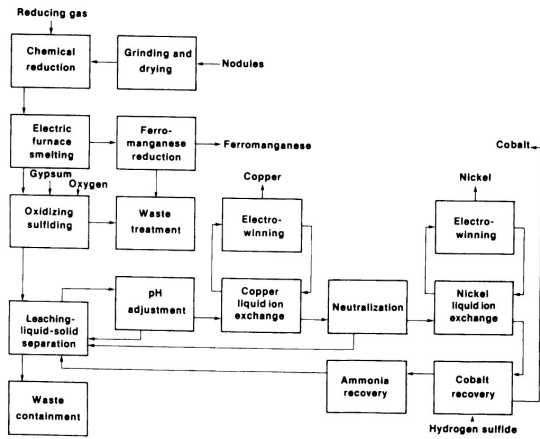 Reducing gas
Chemical
reduction
Grinding and
drying
Nodules
Electric
furnace
smelting
Ferro-
manganese
reduction
Ferromanganese
Cobalt
Gypsum
Oxygen
Copper
Nickel
Oxidizing
sulfiding
Waste
treatment
Electro-
winning
Electro-
winning
Leaching-
liquid-solid
separation
pH
adjustment
Copper
liquid ion
exchange
Neutralization
Nickel
liquid ion
exchange
Waste
containment
Ammonia
recovery
Cobalt
recovery
Hydrogen sulfide